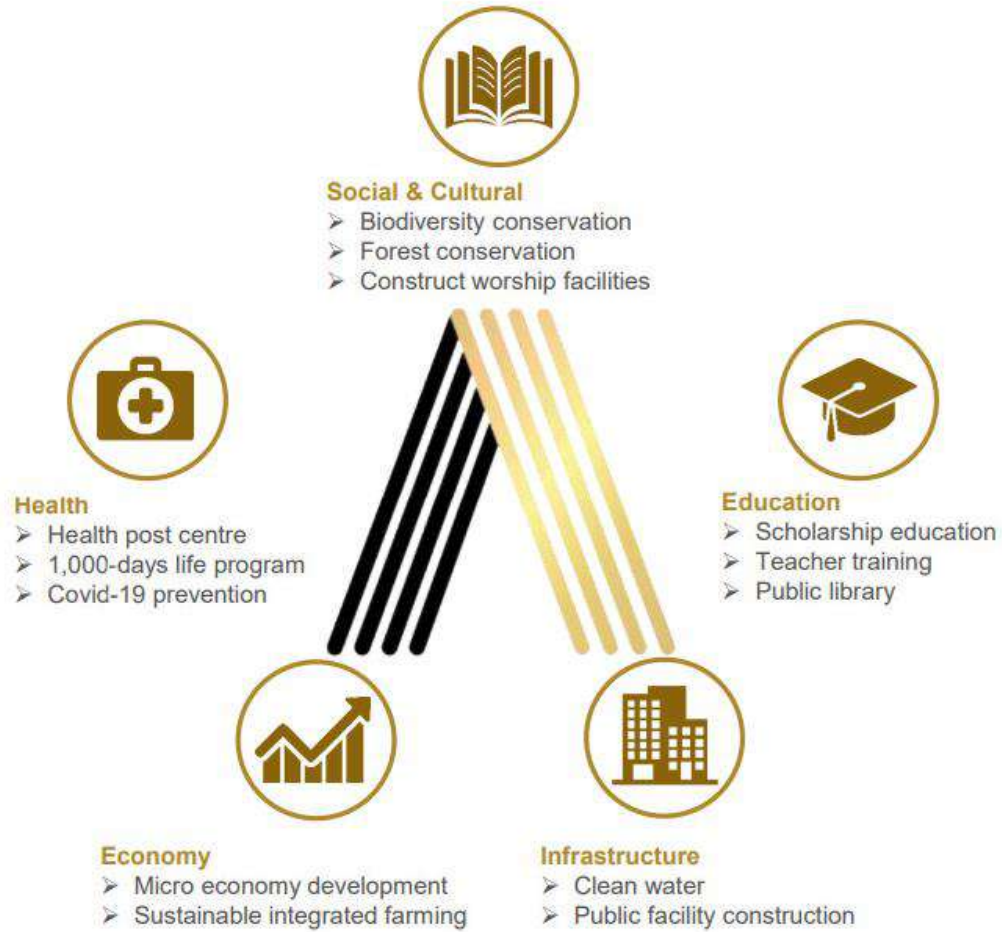 Social & Cultural
➢ Biodiversity conservation
➢ Forest conservation
➢ Construct worship facilities
Health
➢ Health post centre
➢ 1,000-days life program
➢ Covid-19 prevention
Education
➢ Scholarship education
➢ Teacher training
➢ Public library
Economy
➢ Micro economy development
➢ Sustainable integrated farming
Infrastructure
➢ Clean water
➢ Public facility construction